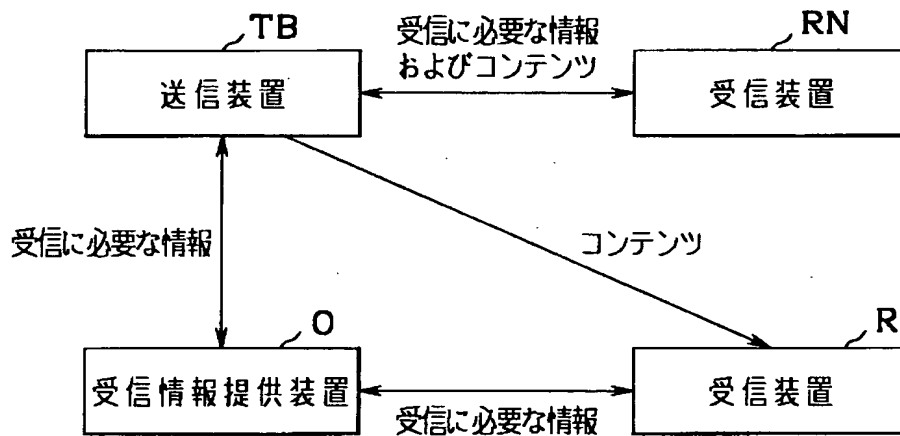 TB
受信に必要な情報
およびコンテンツ
RN
送信装置
受信装置
受信に必要な情報
コンテンツ
O
R
受信情報提供装置
受信装置
受信に必要な情報